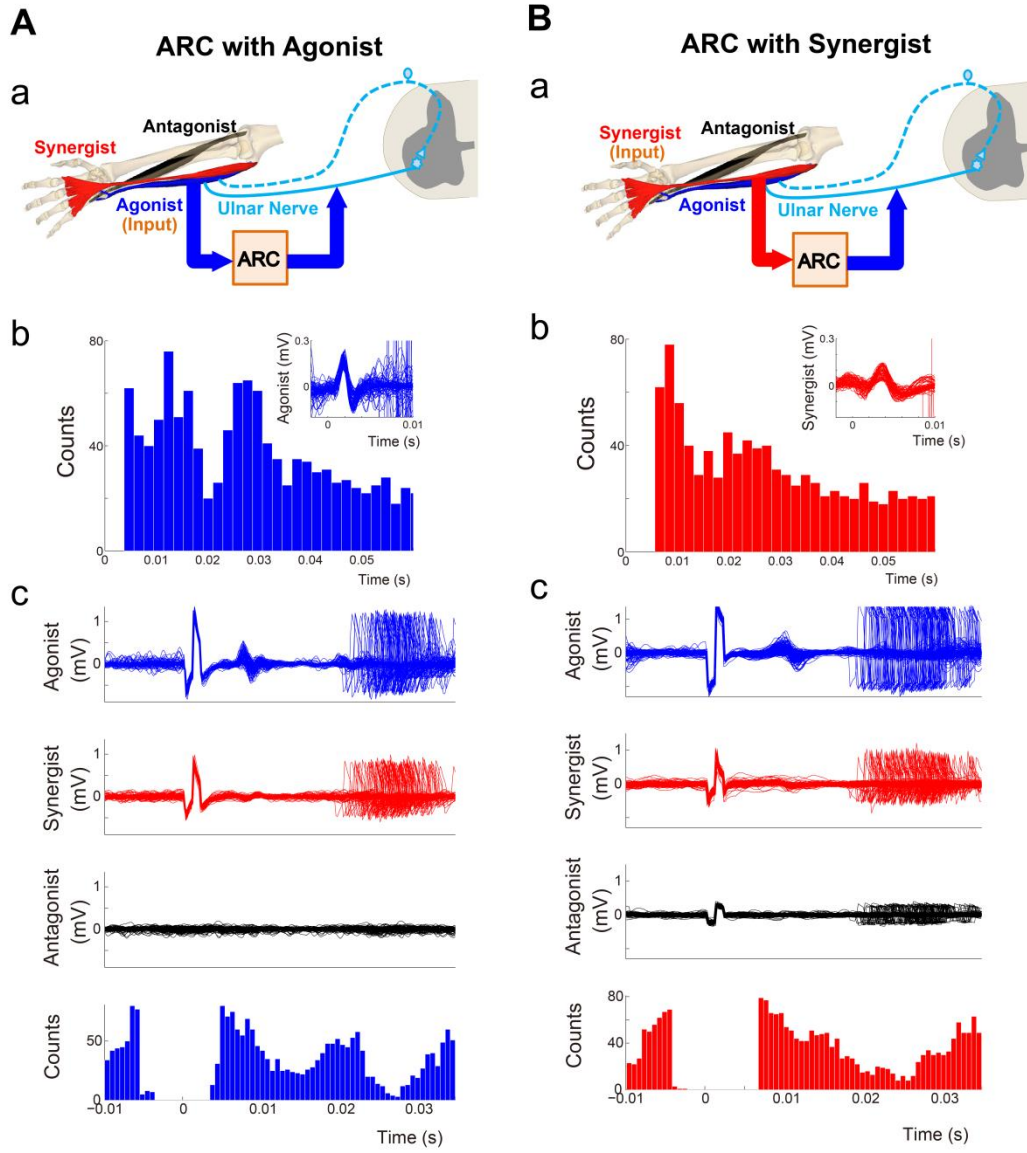 A
ARC with Agonist
a
Antagonist
Synergist
Agonist
(Input)
Ulnar Nerve
ARC
b
80
40
0
Counts
0
0.01
0.02
0.03
0.04
0.05
Time (s)
0.3
0
Agonist (mV)
0
0.01
Time (s)
c
1
0
Agonist
(mV)
1
0
Synergist
(mV)
1
0
Antagonist
(mV)
50
0
Counts
−0.01
0
0.01
0.02
0.03
Time (s)
B
ARC with Synergist
a
Antagonist
Synergist
(Input)
Agonist
Ulnar Nerve
ARC
b
80
40
0
Counts
0
0.01
0.02
0.03
0.04
0.05
Time (s)
0.3
0
Synergist (mV)
0
0.01
Time (s)
c
1
0
Agonist
(mV)
1
0
Synergist
(mV)
1
0
Antagonist
(mV)
80
40
0
Counts
−0.01
0
0.01
0.02
0.03
Time (s)